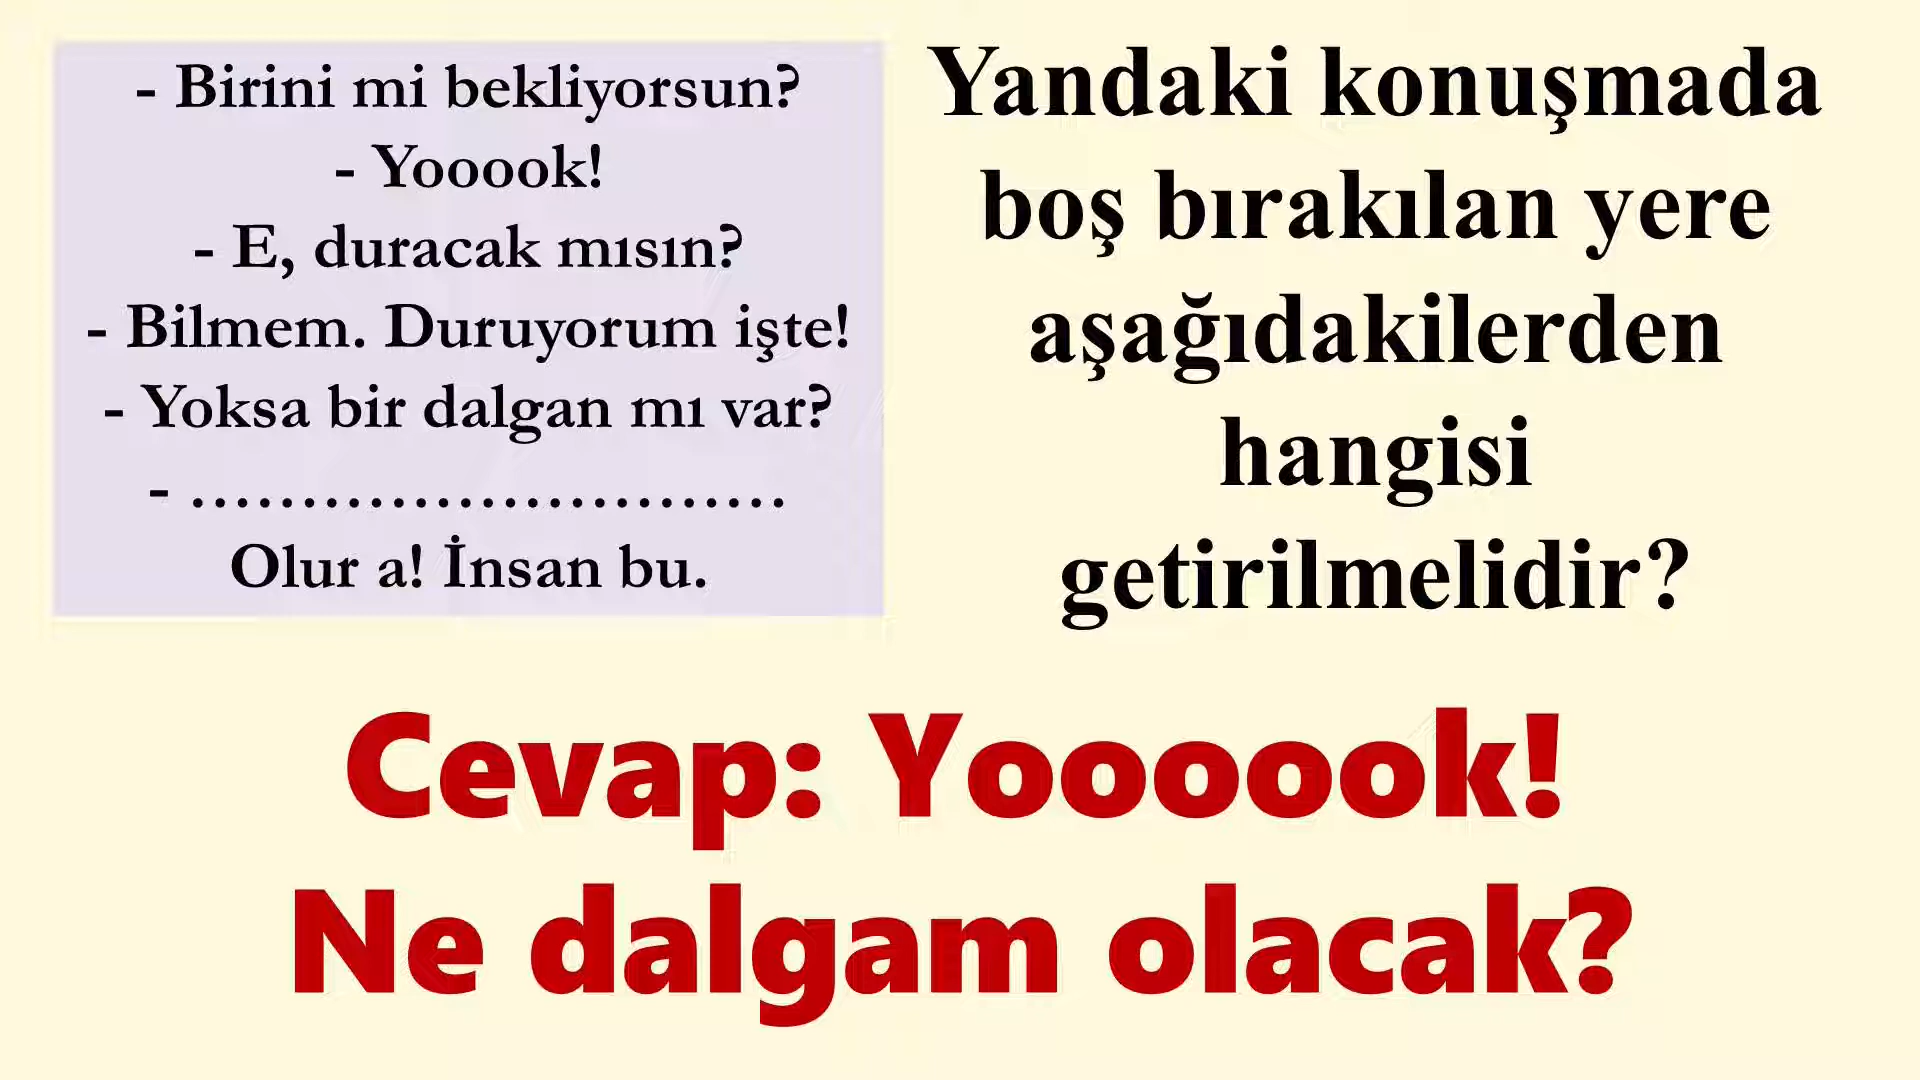 - Birini mi bekliyorsun?
- Yooook!
- E, duracak mısın?
- Bilmem. Duruyorum işte!
- Yoksa bir dalgan mı var?
- ...........................
Olur a! İnsan bu.
Yandaki konuşmada
boş bırakılan yere
aşağıdakilerden
hangisi
getirilmelidir?
Cevap: Yoooook!
Ne dalgam olacak?